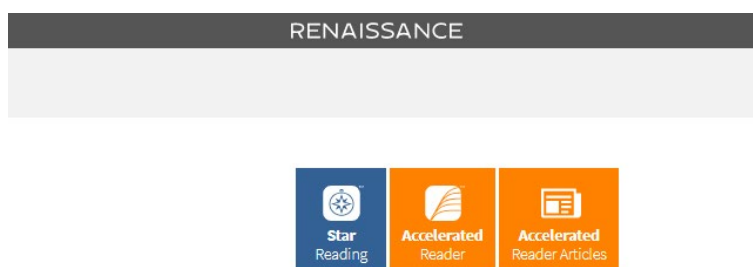 RENAISSANCE
Star
Reading
Accelerated
Reader
Accelerated
Reader Articles